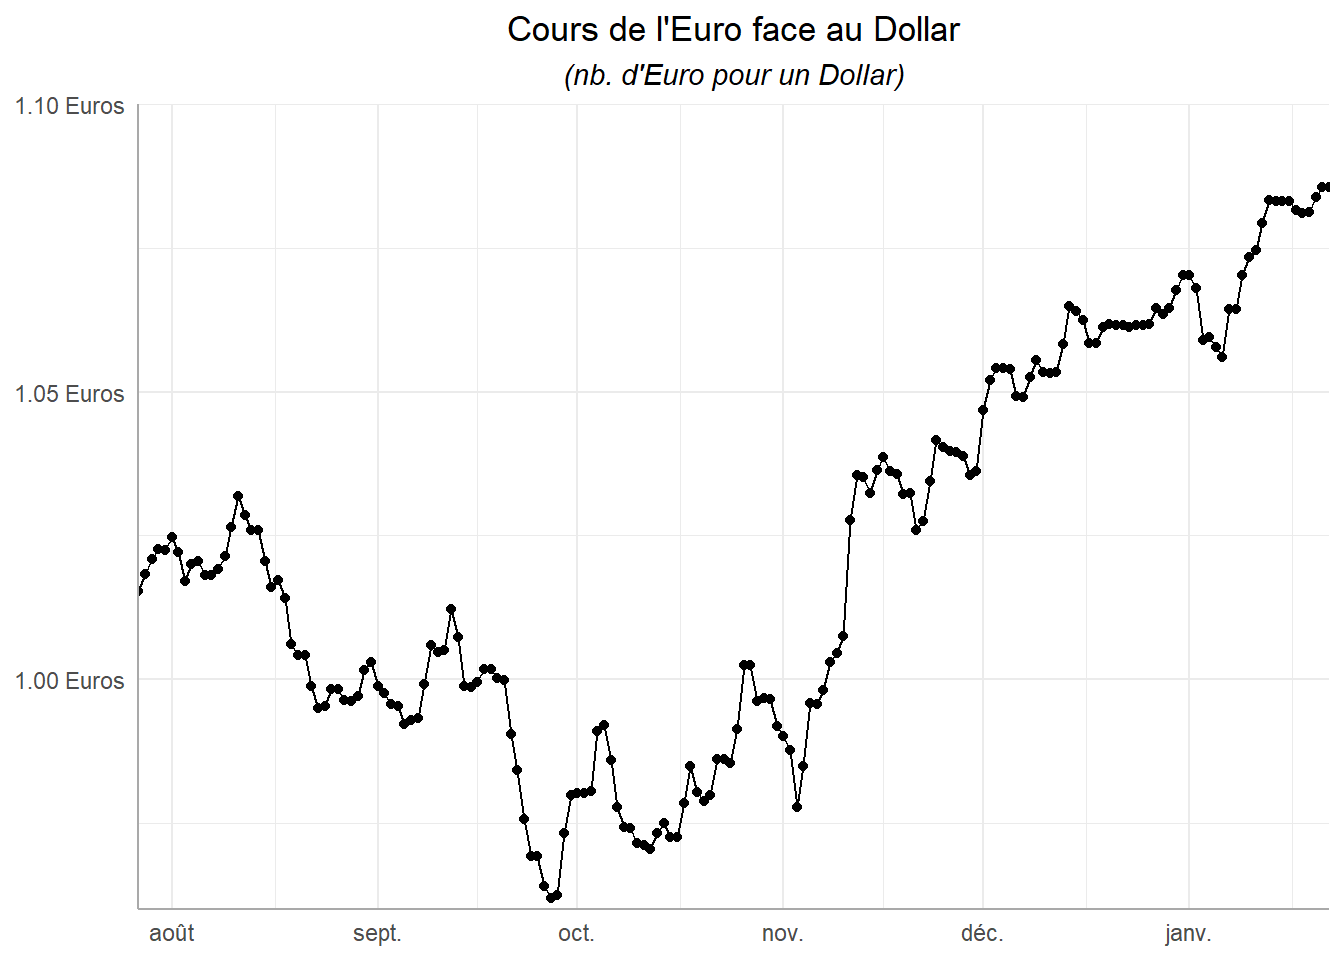 Cours de l'Euro face au Dollar
(nb. d'Euro pour un Dollar)
1.10 Euros
1.05 Euros
1.00 Euros
août sept. oct. nov. déc. janv.